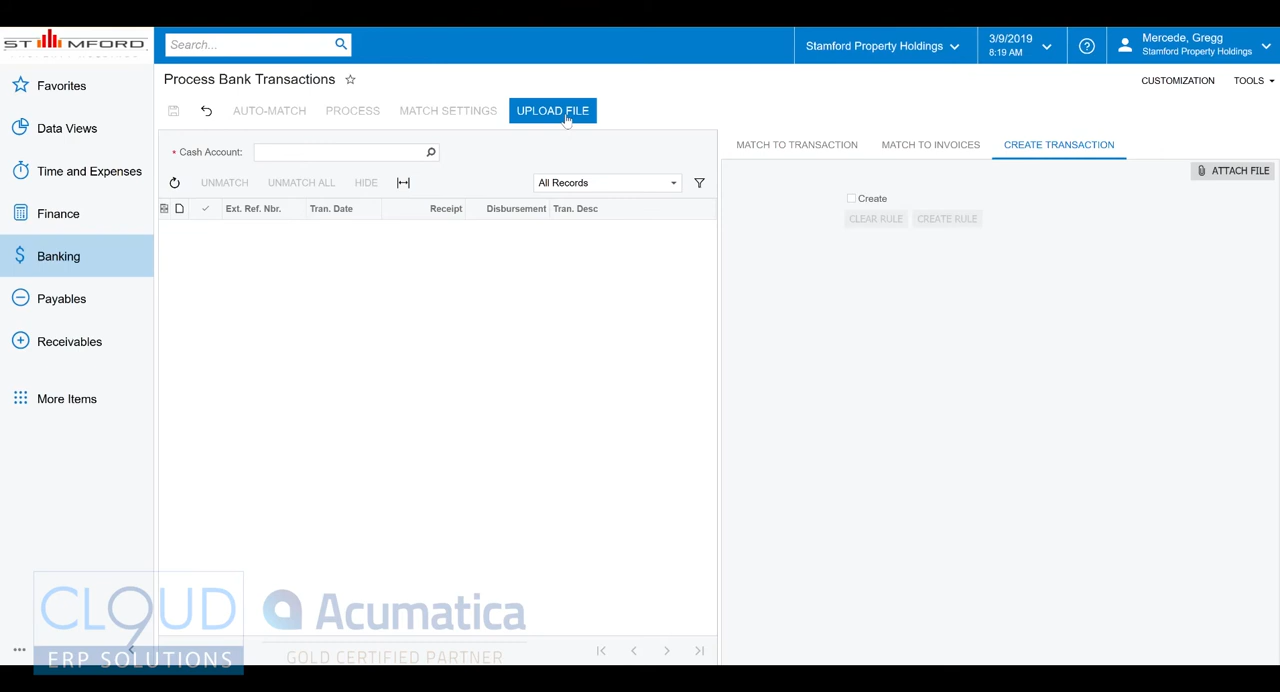 STAMFORD
Search...
Stamford Property Holdings
3/9/2019
8:19 AM
Mercede, Gregg
Stamford Property Holdings
Favorites
Data Views
Time and Expenses
Finance
Banking
Payables
Receivables
More Items
Process Bank Transactions
CUSTOMIZATION
TOOLS
AUTO-MATCH
PROCESS
MATCH SETTINGS
UPLOAD FILE
* Cash Account:
UNMATCH
UNMATCH ALL
HIDE
All Records
Ext. Ref. Nbr.
Tran. Date
Receipt
Disbursement
Tran. Desc
MATCH TO TRANSACTION
MATCH TO INVOICES
CREATE TRANSACTION
ATTACH FILE
Create
CLEAR RULE
CREATE RULE
CL9UD
ERP SOLUTIONS
Acumatica
GOLD CERTIFIED PARTNER